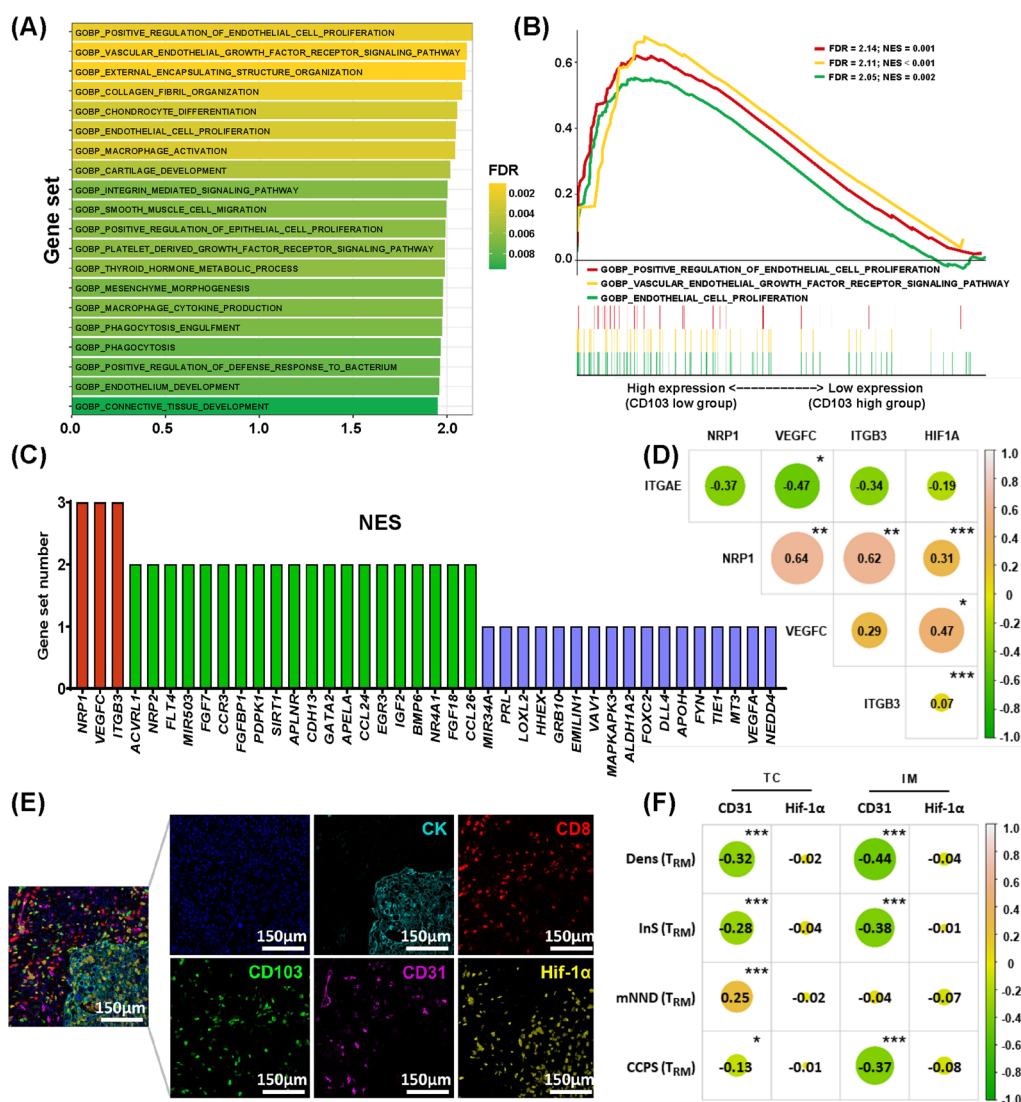 (A)
Gene set
GOBP_POSITIVE_REGULATION_OF_ENDOTHELIAL_CELL_PROLIFERATION
GOBP_VASCULAR_ENDOTHELIAL_GROWTH_FACTOR_RECEPTOR_SIGNALING_PATHWAY
GOBP_EXTERNAL_ENCAPSULATING_STRUCTURE_ORGANIZATION
GOBP_COLLAGEN_FIBRIL_ORGANIZATION
GOBP_CHONDROCYTE_DIFFERENTIATION
GOBP_ENDOTHELIAL_CELL_PROLIFERATION
GOBP_MACROPHAGE_ACTIVATION
GOBP_CARTILAGE_DEVELOPMENT
GOBP_INTEGRIN_MEDIATED_SIGNALING_PATHWAY
GOBP_SMOOTH_MUSCLE_CELL_MIGRATION
GOBP_POSITIVE_REGULATION_OF_EPITHELIAL_CELL_PROLIFERATION
GOBP_PLATELET_DERIVED_GROWTH_FACTOR_RECEPTOR_SIGNALING_PATHWAY
GOBP_THYROID_HORMONE_METABOLIC_PROCESS
GOBP_MESENCHYME_MORPHOGENESIS
GOBP_MACROPHAGE_CYTOKINE_PRODUCTION
GOBP_PHAGOCYTOSIS_ENGULFMENT
GOBP_PHAGOCYTOSIS
GOBP_POSITIVE_REGULATION_OF_DEFENSE_RESPONSE_TO_BACTERIUM
GOBP_ENDOTHELIUM_DEVELOPMENT
GOBP_CONNECTIVE_TISSUE_DEVELOPMENT
0.0 0.5 1.0 1.5 2.0
FDR
0.002
0.004
0.006
0.008
(B)
FDR = 2.14; NES = 0.001
FDR = 2.11; NES < 0.001
FDR = 2.05; NES = 0.002
0.6
0.4
0.2
0.0
GOBP_POSITIVE_REGULATION_OF_ENDOTHELIAL_CELL_PROLIFERATION
GOBP_VASCULAR_ENDOTHELIAL_GROWTH_FACTOR_RECEPTOR_SIGNALING_PATHWAY
GOBP_ENDOTHELIAL_CELL_PROLIFERATION
High expression <--------------> Low expression
(CD103 low group) (CD103 high group)
(C)
NES
Gene set number
3
2
1
0
NRP1 VEGFC ITGB3 ACVRL1 NRP2 FLT4 MIR503 FGF7 CCR3 FGFBP1 PDPK1 SIRT1 APLNR CDH13 GATA2 APELA CCL24 EGR3 IGF2 BMP6 NR4A1 FGF18 CCL26 MIR34A PRL LOXL2 HHEX GRB10 EMILIN1 VAV1 MAPKAPK3 ALDH1A2 FOXC2 DLL4 APOH FYN TIE1 MT3 VEGFA NEDD4
(D)
NRP1 VEGFC ITGB3 HIF1A
ITGAE -0.37 -0.47 * -0.34 -0.19
NRP1 0.64 ** 0.62 ** 0.31 ***
VEGFC 0.29 0.47 *
ITGB3 0.07 ***
1.0
0.8
0.6
0.4
0.2
0
-0.2
-0.4
-0.6
-0.8
-1.0
(E)
150μm
150μm
CK
150μm
CD8
150μm
CD103
150μm
CD31
150μm
Hif-1α
150μm
(F)
TC IM
CD31 Hif-1α CD31 Hif-1α
Dens (TRM) -0.32 *** -0.02 -0.44 *** -0.04
InS (TRM) -0.28 *** -0.04 -0.38 *** -0.01
mNND (TRM) 0.25 *** -0.02 -0.04 -0.07
CCPS (TRM) -0.13 * -0.01 -0.37 *** -0.08
1.0
0.8
0.6
0.4
0.2
0
-0.2
-0.4
-0.6
-0.8
-1.0